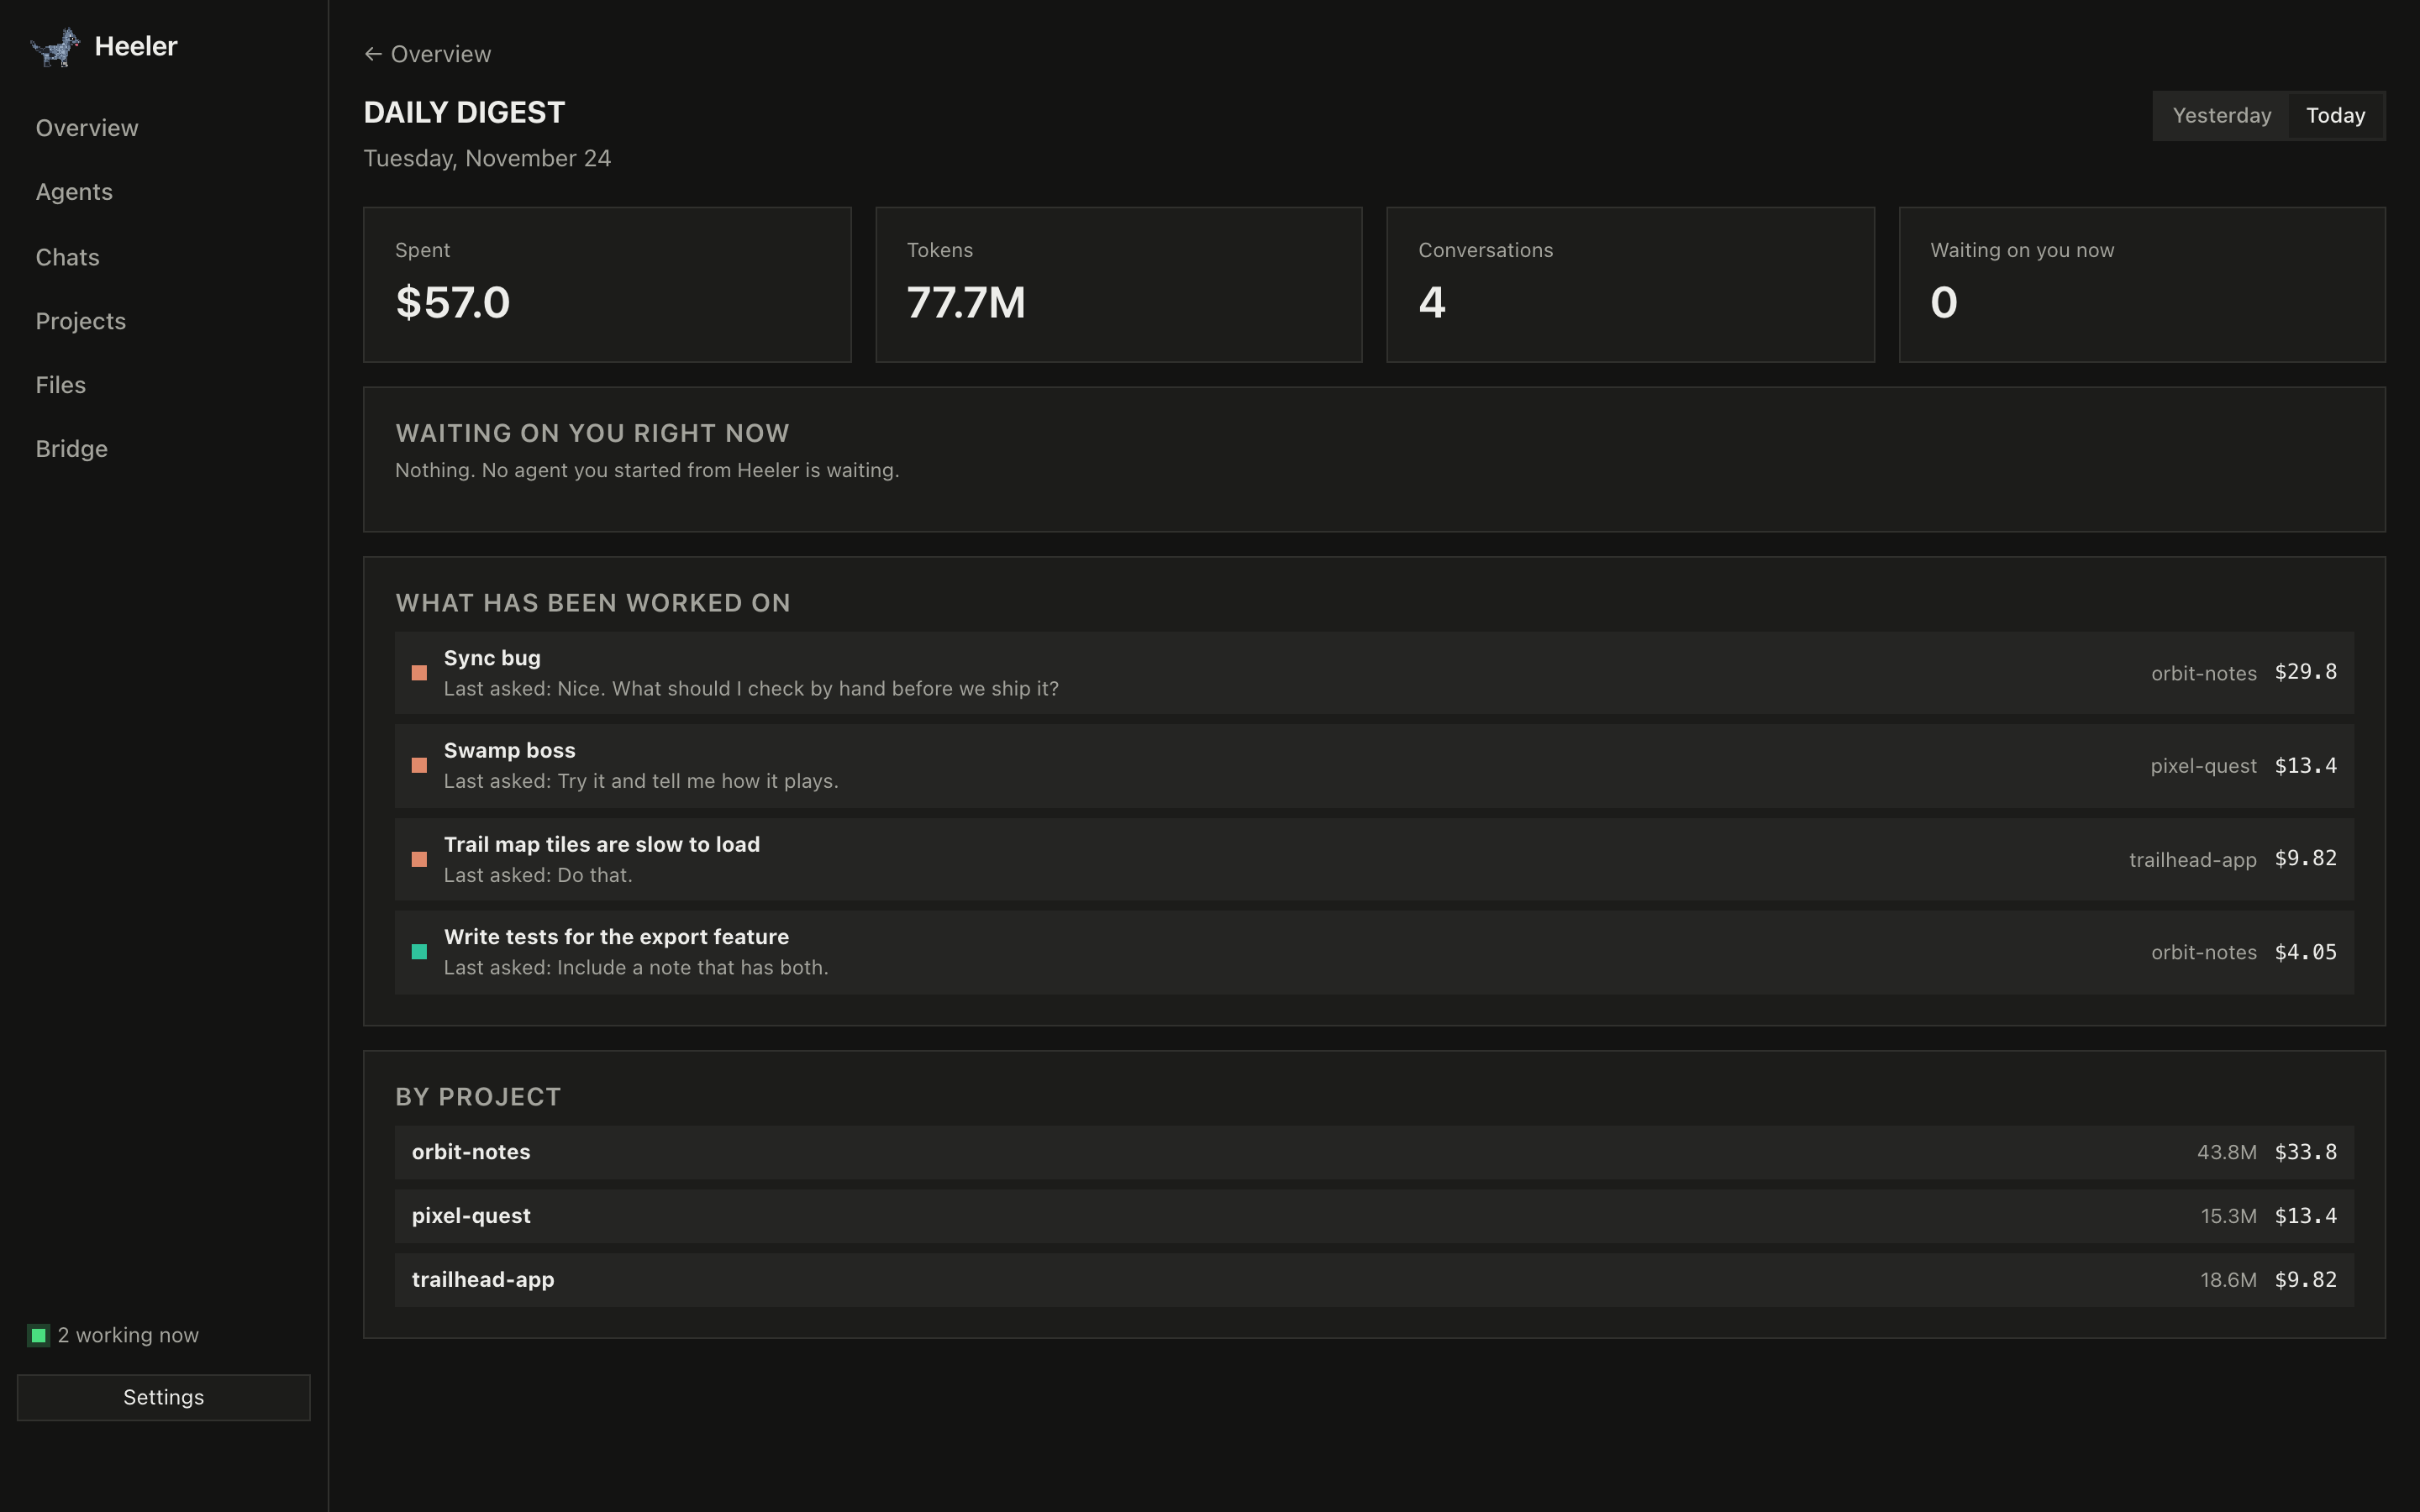 Heeler
Overview
Agents
Chats
Projects
Files
Bridge
2 working now
Settings
← Overview
DAILY DIGEST
Tuesday, November 24
Yesterday Today
Spent
$57.0
Tokens
77.7M
Conversations
4
Waiting on you now
0
WAITING ON YOU RIGHT NOW
Nothing. No agent you started from Heeler is waiting.
WHAT HAS BEEN WORKED ON
Sync bug
Last asked: Nice. What should I check by hand before we ship it?
orbit-notes $29.8
Swamp boss
Last asked: Try it and tell me how it plays.
pixel-quest $13.4
Trail map tiles are slow to load
Last asked: Do that.
trailhead-app $9.82
Write tests for the export feature
Last asked: Include a note that has both.
orbit-notes $4.05
BY PROJECT
orbit-notes 43.8M $33.8
pixel-quest 15.3M $13.4
trailhead-app 18.6M $9.82